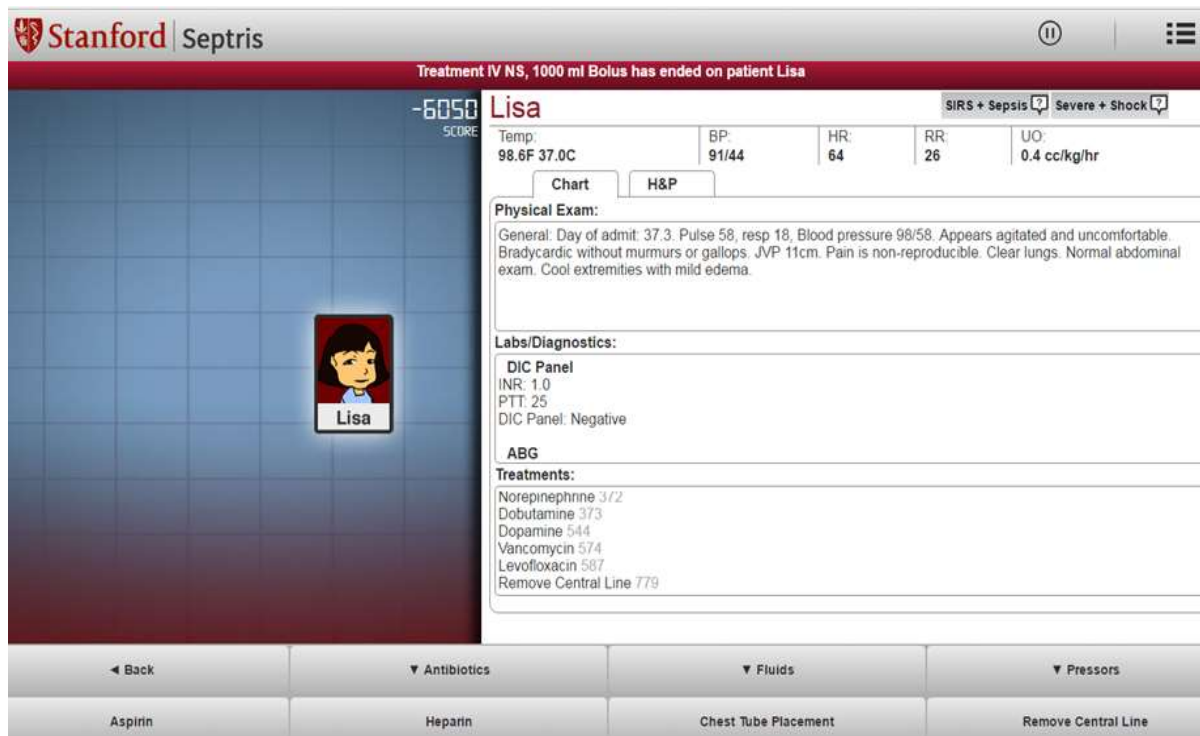 Stanford Septris
Treatment IV NS, 1000 ml Bolus has ended on patient Lisa
-6050
SCORE
Lisa
Lisa
SIRS + Sepsis ? Severe + Shock ?
Temp: BP: HR: RR: UO:
98.6F 37.0C 91/44 64 26 0.4 cc/kg/hr
Chart H&P
Physical Exam:
General: Day of admit: 37.3. Pulse 58, resp 18, Blood pressure 98/58. Appears agitated and uncomfortable.
Bradycardic without murmurs or gallops. JVP 11cm. Pain is non-reproducible. Clear lungs. Normal abdominal
exam. Cool extremities with mild edema.
Labs/Diagnostics:
DIC Panel
INR: 1.0
PTT: 25
DIC Panel: Negative
ABG
Treatments:
Norepinephrine 372
Dobutamine 373
Dopamine 544
Vancomycin 574
Levofloxacin 587
Remove Central Line 779
◄ Back ▼ Antibiotics ▼ Fluids ▼ Pressors
Aspirin Heparin Chest Tube Placement Remove Central Line